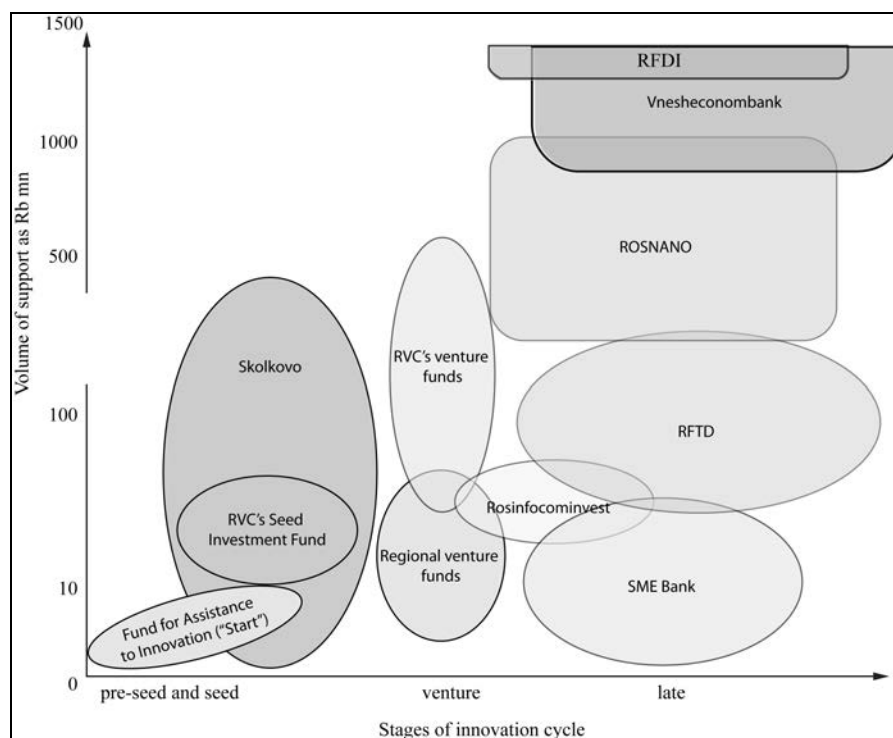 1500
RFDI
Vnesheconombank
1000
Volume of support as Rb mn
ROSNANO
500
RVC's venture
funds
Skolkovo
100
RFTD
Rosinfocominvest
RVC's Seed
Investment Fund
Regional venture
funds
SME Bank
10
Fund for Assistance
to Innovation ("Start")
0
pre-seed and seed
venture
late
Stages of innovation cycle